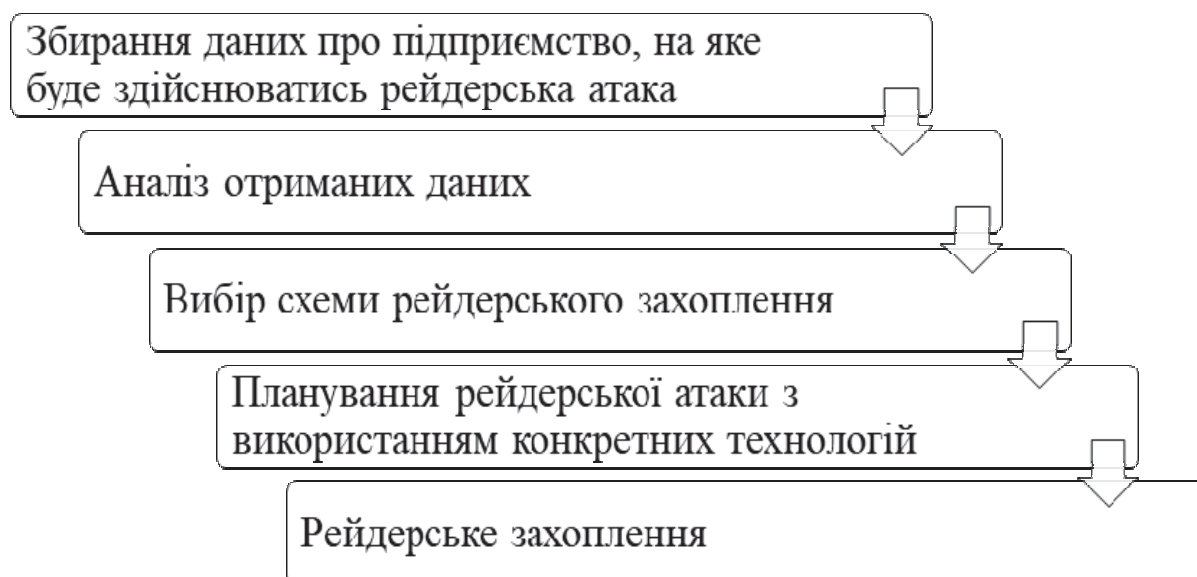 Збирання даних про підприємство, на яке
буде здійснюватись рейдерська атака
Аналіз отриманих даних
Вибір схеми рейдерського захоплення
Планування рейдерської атаки з
використанням конкретних технологій
Рейдерське захоплення